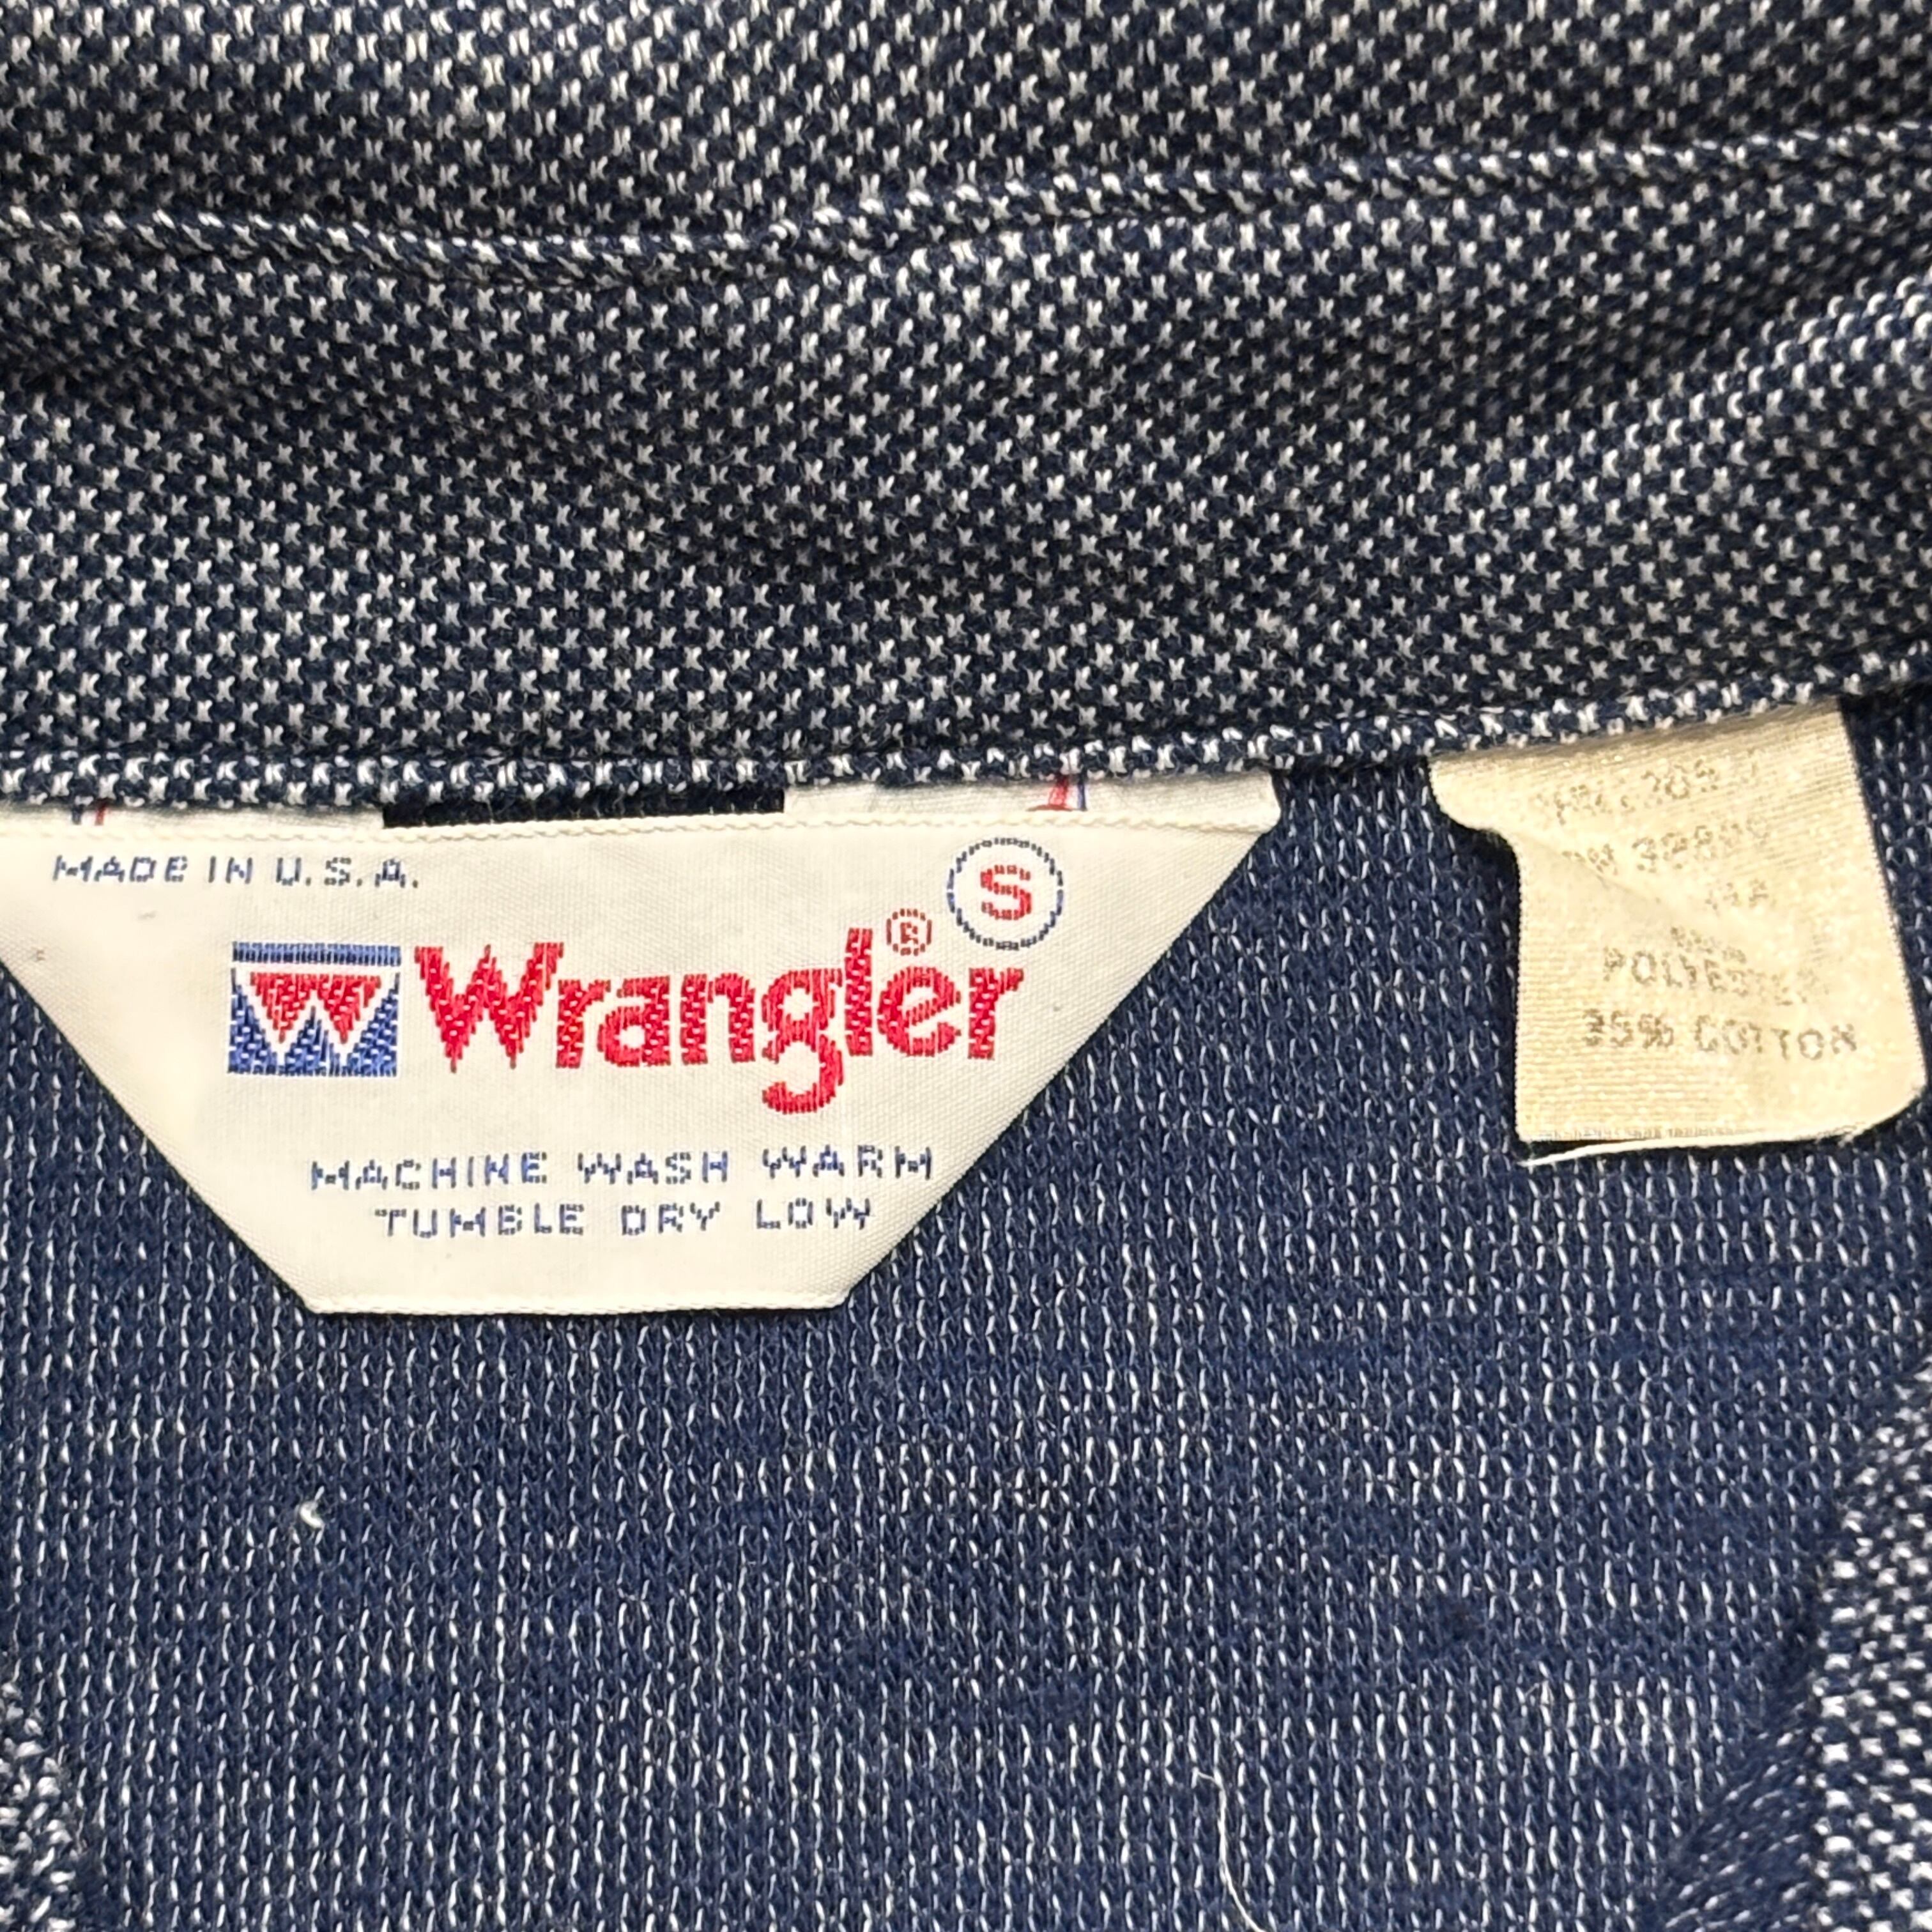 MADE IN U.S.A.
S
W Wrangler®
MACHINE WASH WARM
TUMBLE DRY LOW
POLYESTER
35% COTTON